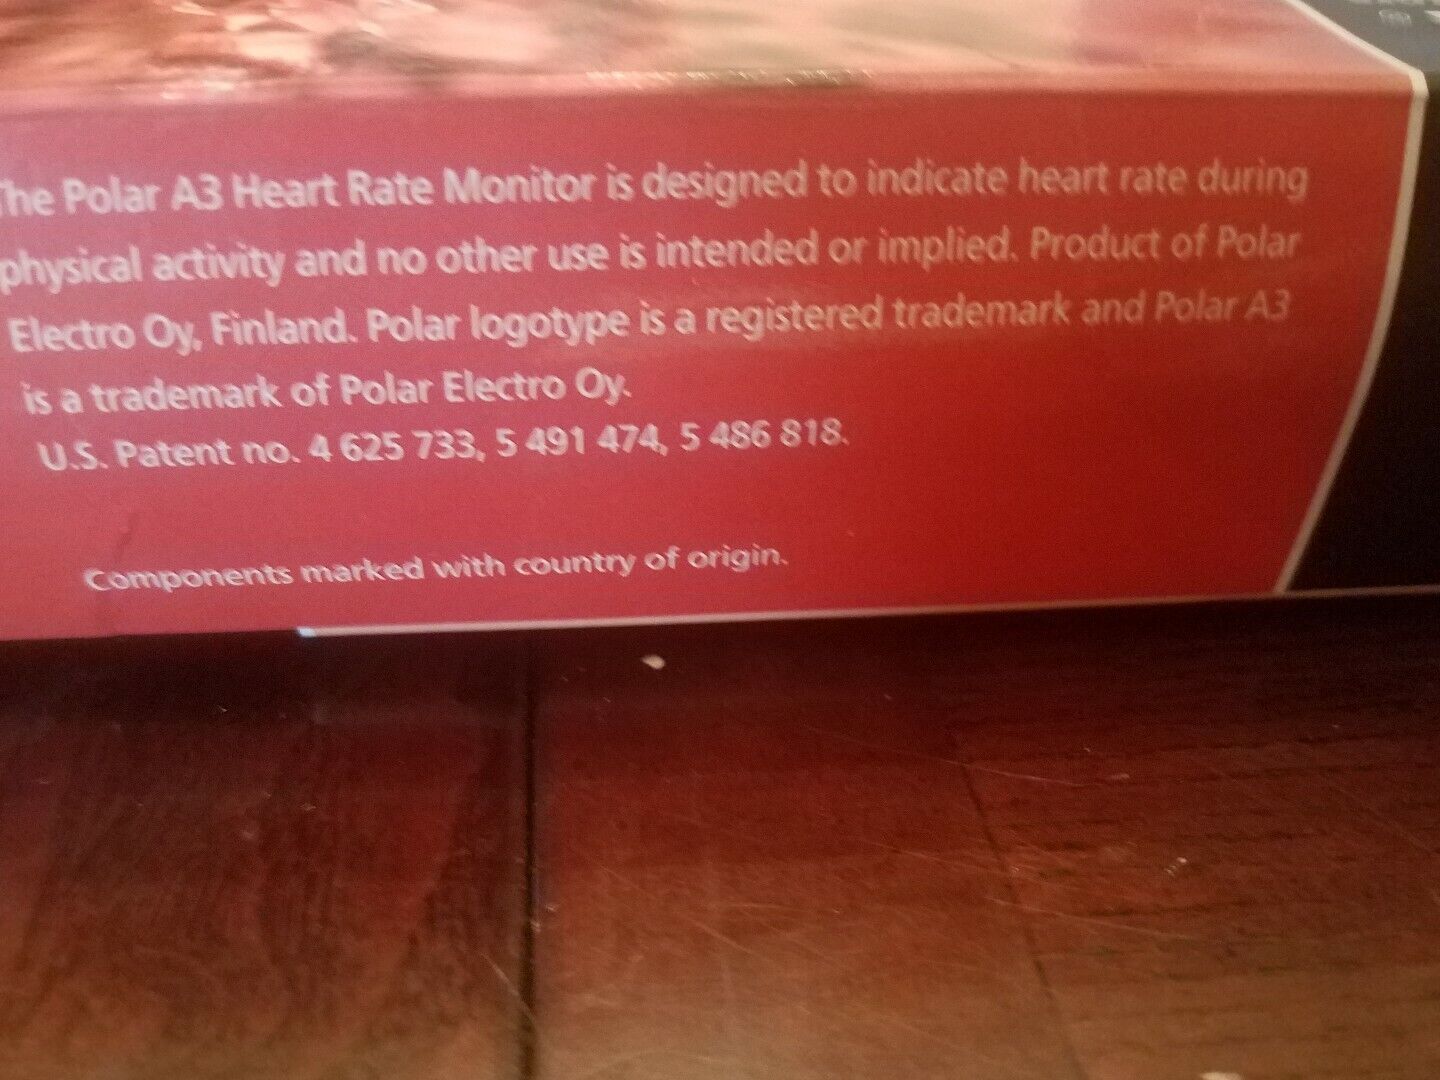 The Polar A3 Heart Rate Monitor is designed to indicate heart rate during
physical activity and no other use is intended or implied. Product of Polar
Electro Oy, Finland. Polar logotype is a registered trademark and Polar A3
is a trademark of Polar Electro Oy.
U.S. Patent no. 4 625 733, 5 491 474, 5 486 818.
Components marked with country of origin.